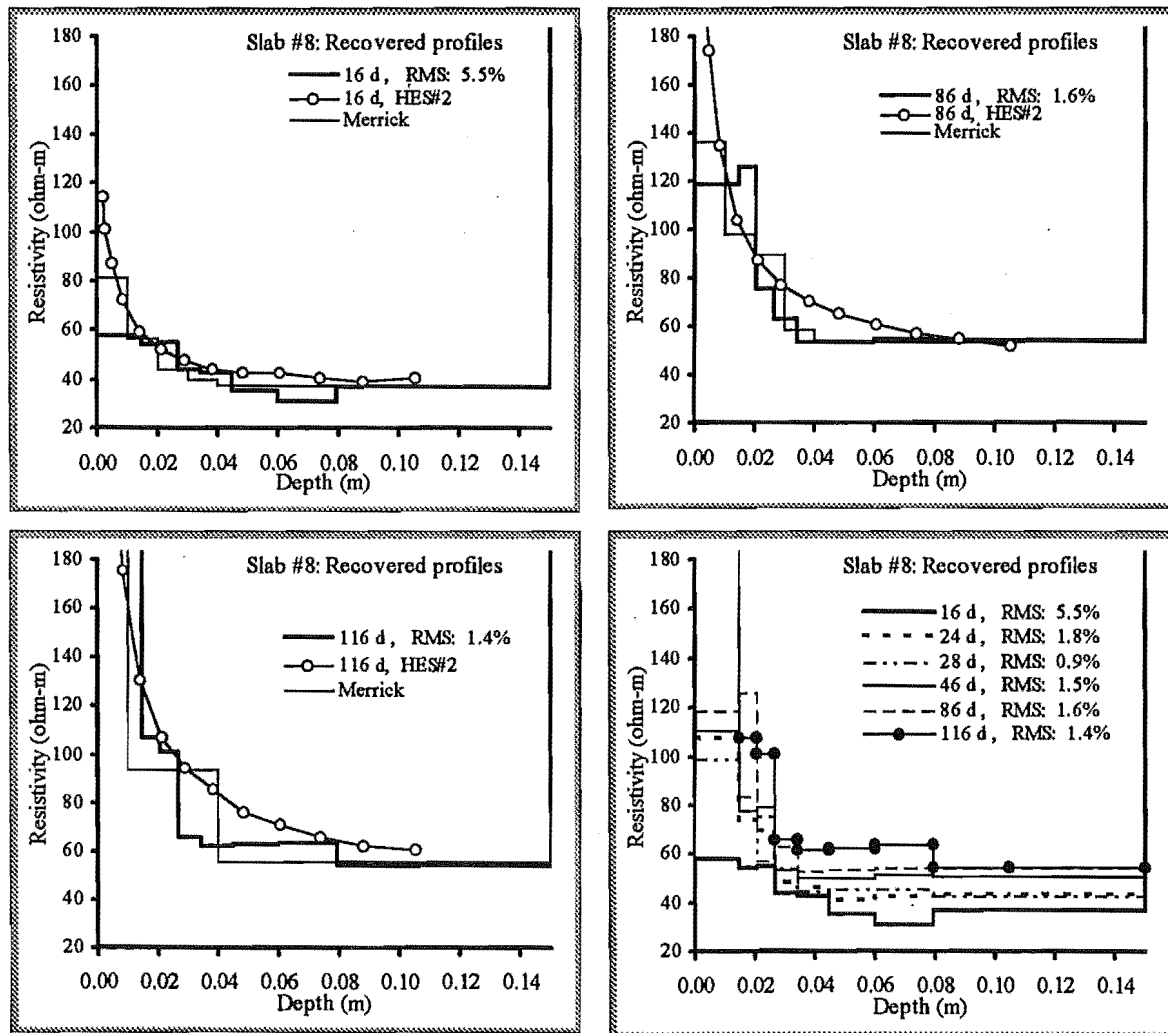 Slab #8: Recovered profiles
16 d, RMS: 5.5%
16 d, HES#2
Merrick
Resistivity (ohm-m)
180
160
140
120
100
80
60
40
20
0.00 0.02 0.04 0.06 0.08 0.10 0.12 0.14
Depth (m)
Slab #8: Recovered profiles
86 d, RMS: 1.6%
86 d, HES#2
Merrick
Resistivity (ohm-m)
180
160
140
120
100
80
60
40
20
0.00 0.02 0.04 0.06 0.08 0.10 0.12 0.14
Depth (m)
Slab #8: Recovered profiles
116 d, RMS: 1.4%
116 d, HES#2
Merrick
Resistivity (ohm-m)
180
160
140
120
100
80
60
40
20
0.00 0.02 0.04 0.06 0.08 0.10 0.12 0.14
Depth (m)
Slab #8: Recovered profiles
16 d, RMS: 5.5%
24 d, RMS: 1.8%
28 d, RMS: 0.9%
46 d, RMS: 1.5%
86 d, RMS: 1.6%
116 d, RMS: 1.4%
Resistivity (ohm-m)
180
160
140
120
100
80
60
40
20
0.00 0.02 0.04 0.06 0.08 0.10 0.12 0.14
Depth (m)